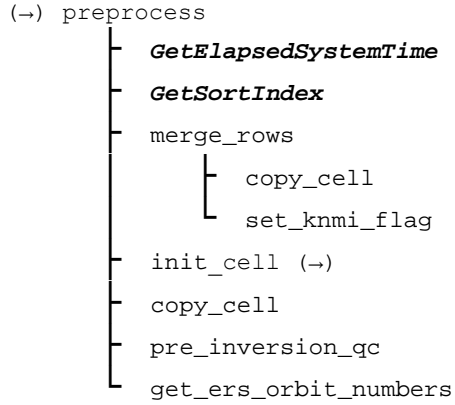 (→) preprocess
GetElapsedSystemTime
GetSortIndex
merge_rows
copy_cell
set_knmi_flag
init_cell (→)
copy_cell
pre_inversion_qc
get_ers_orbit_numbers